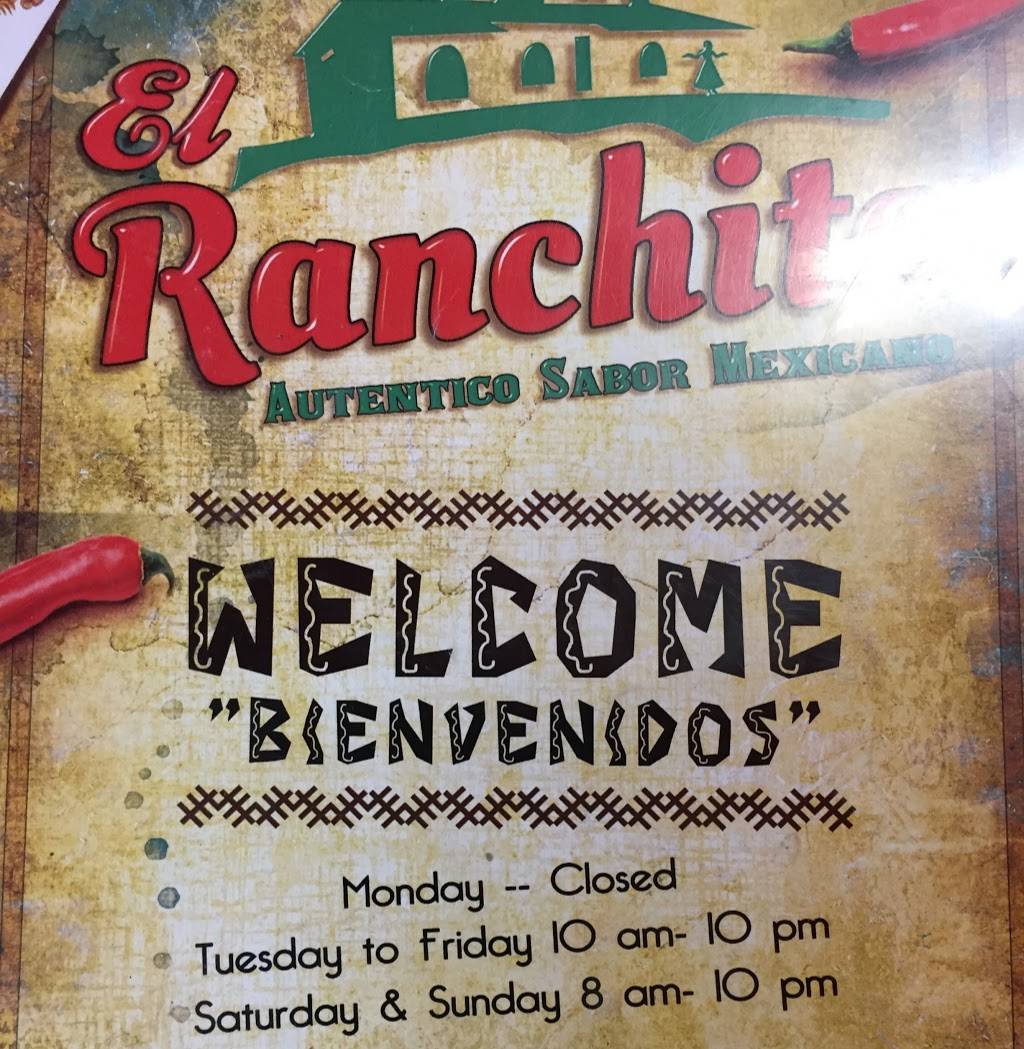 El
Ranchito
AUTENTICO SABOR MEXICANO
WELCOME
"BIENVENIDOS"
Monday -- Closed
Tuesday to Friday 10 am- 10 pm
Saturday & Sunday 8 am- 10 pm